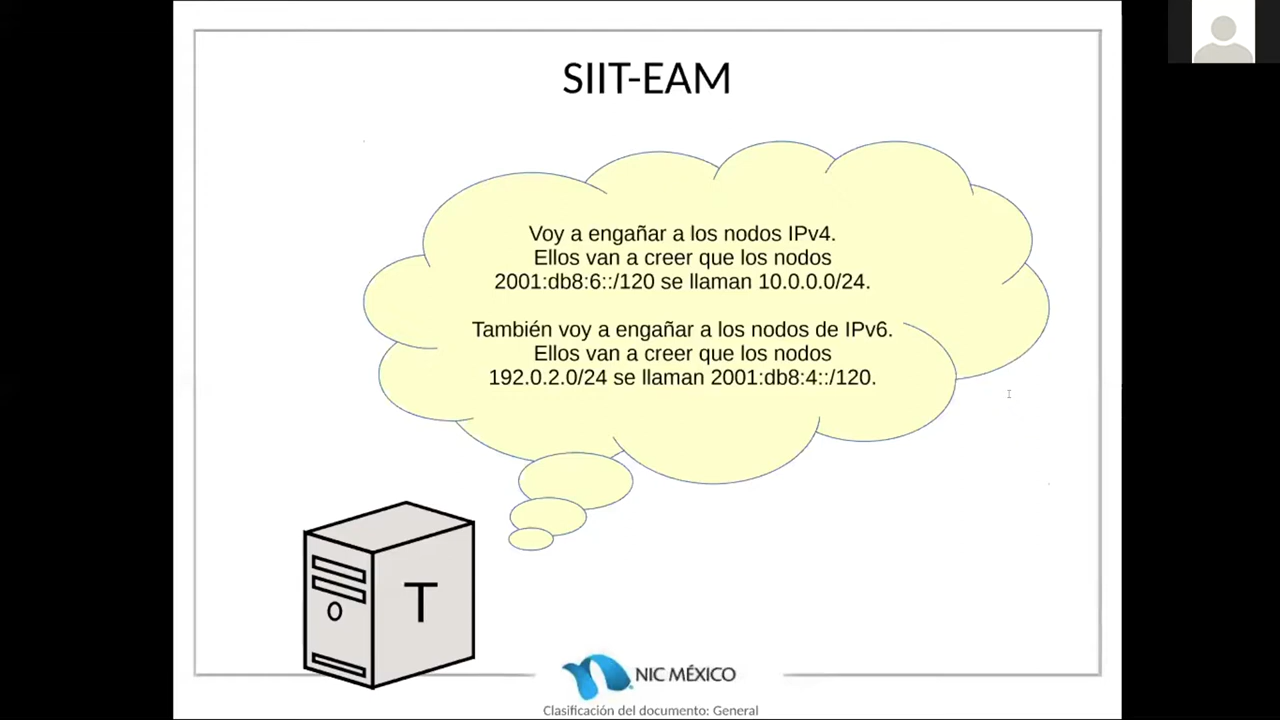 SIIT-EAM
Voy a engañar a los nodos IPv4.
Ellos van a creer que los nodos
2001:db8:6::/120 se llaman 10.0.0.0/24.
También voy a engañar a los nodos de IPv6.
Ellos van a creer que los nodos
192.0.2.0/24 se llaman 2001:db8:4::/120.
T
NIC MÉXICO
Clasificación del documento: General